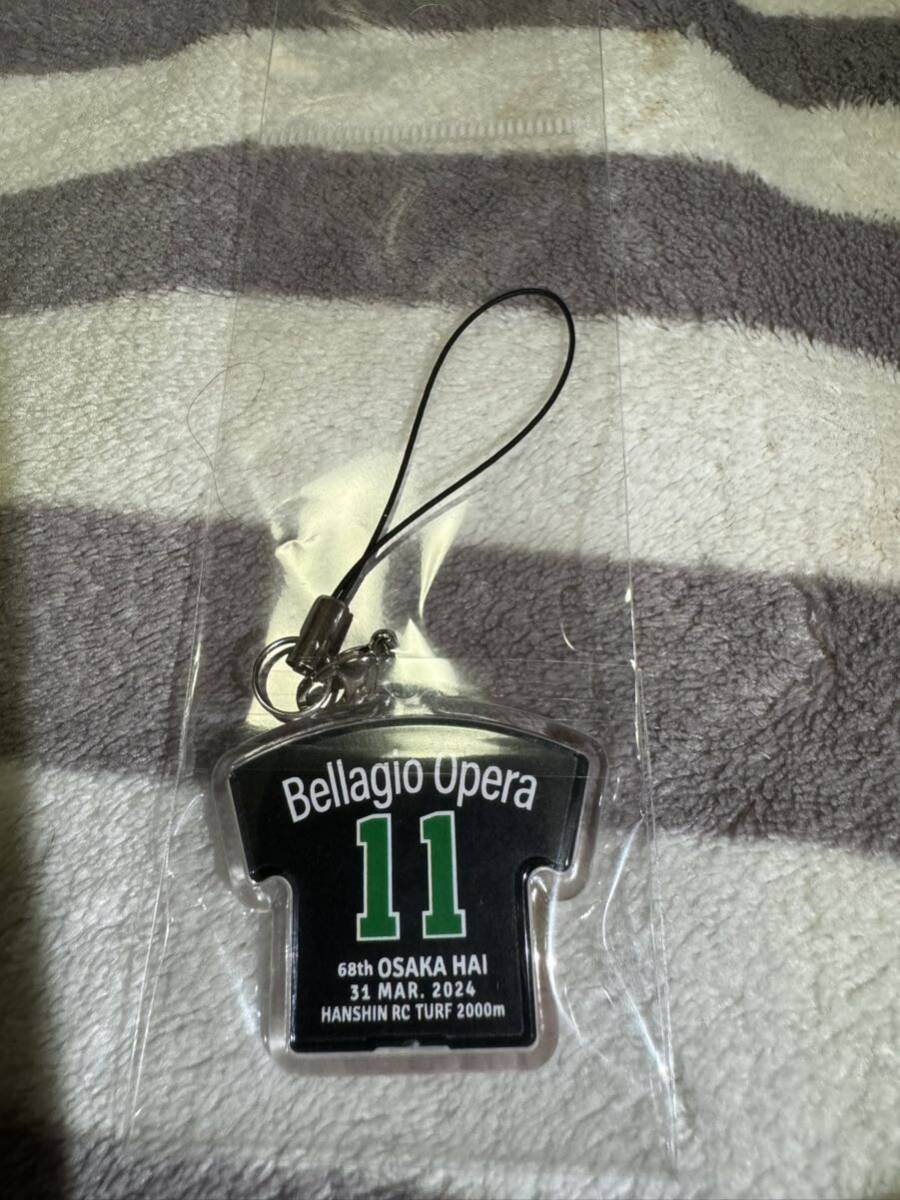 Bellagio Opera
11
68th OSAKA HAI
31 MAR. 2024
HANSHIN RC TURF 2000m